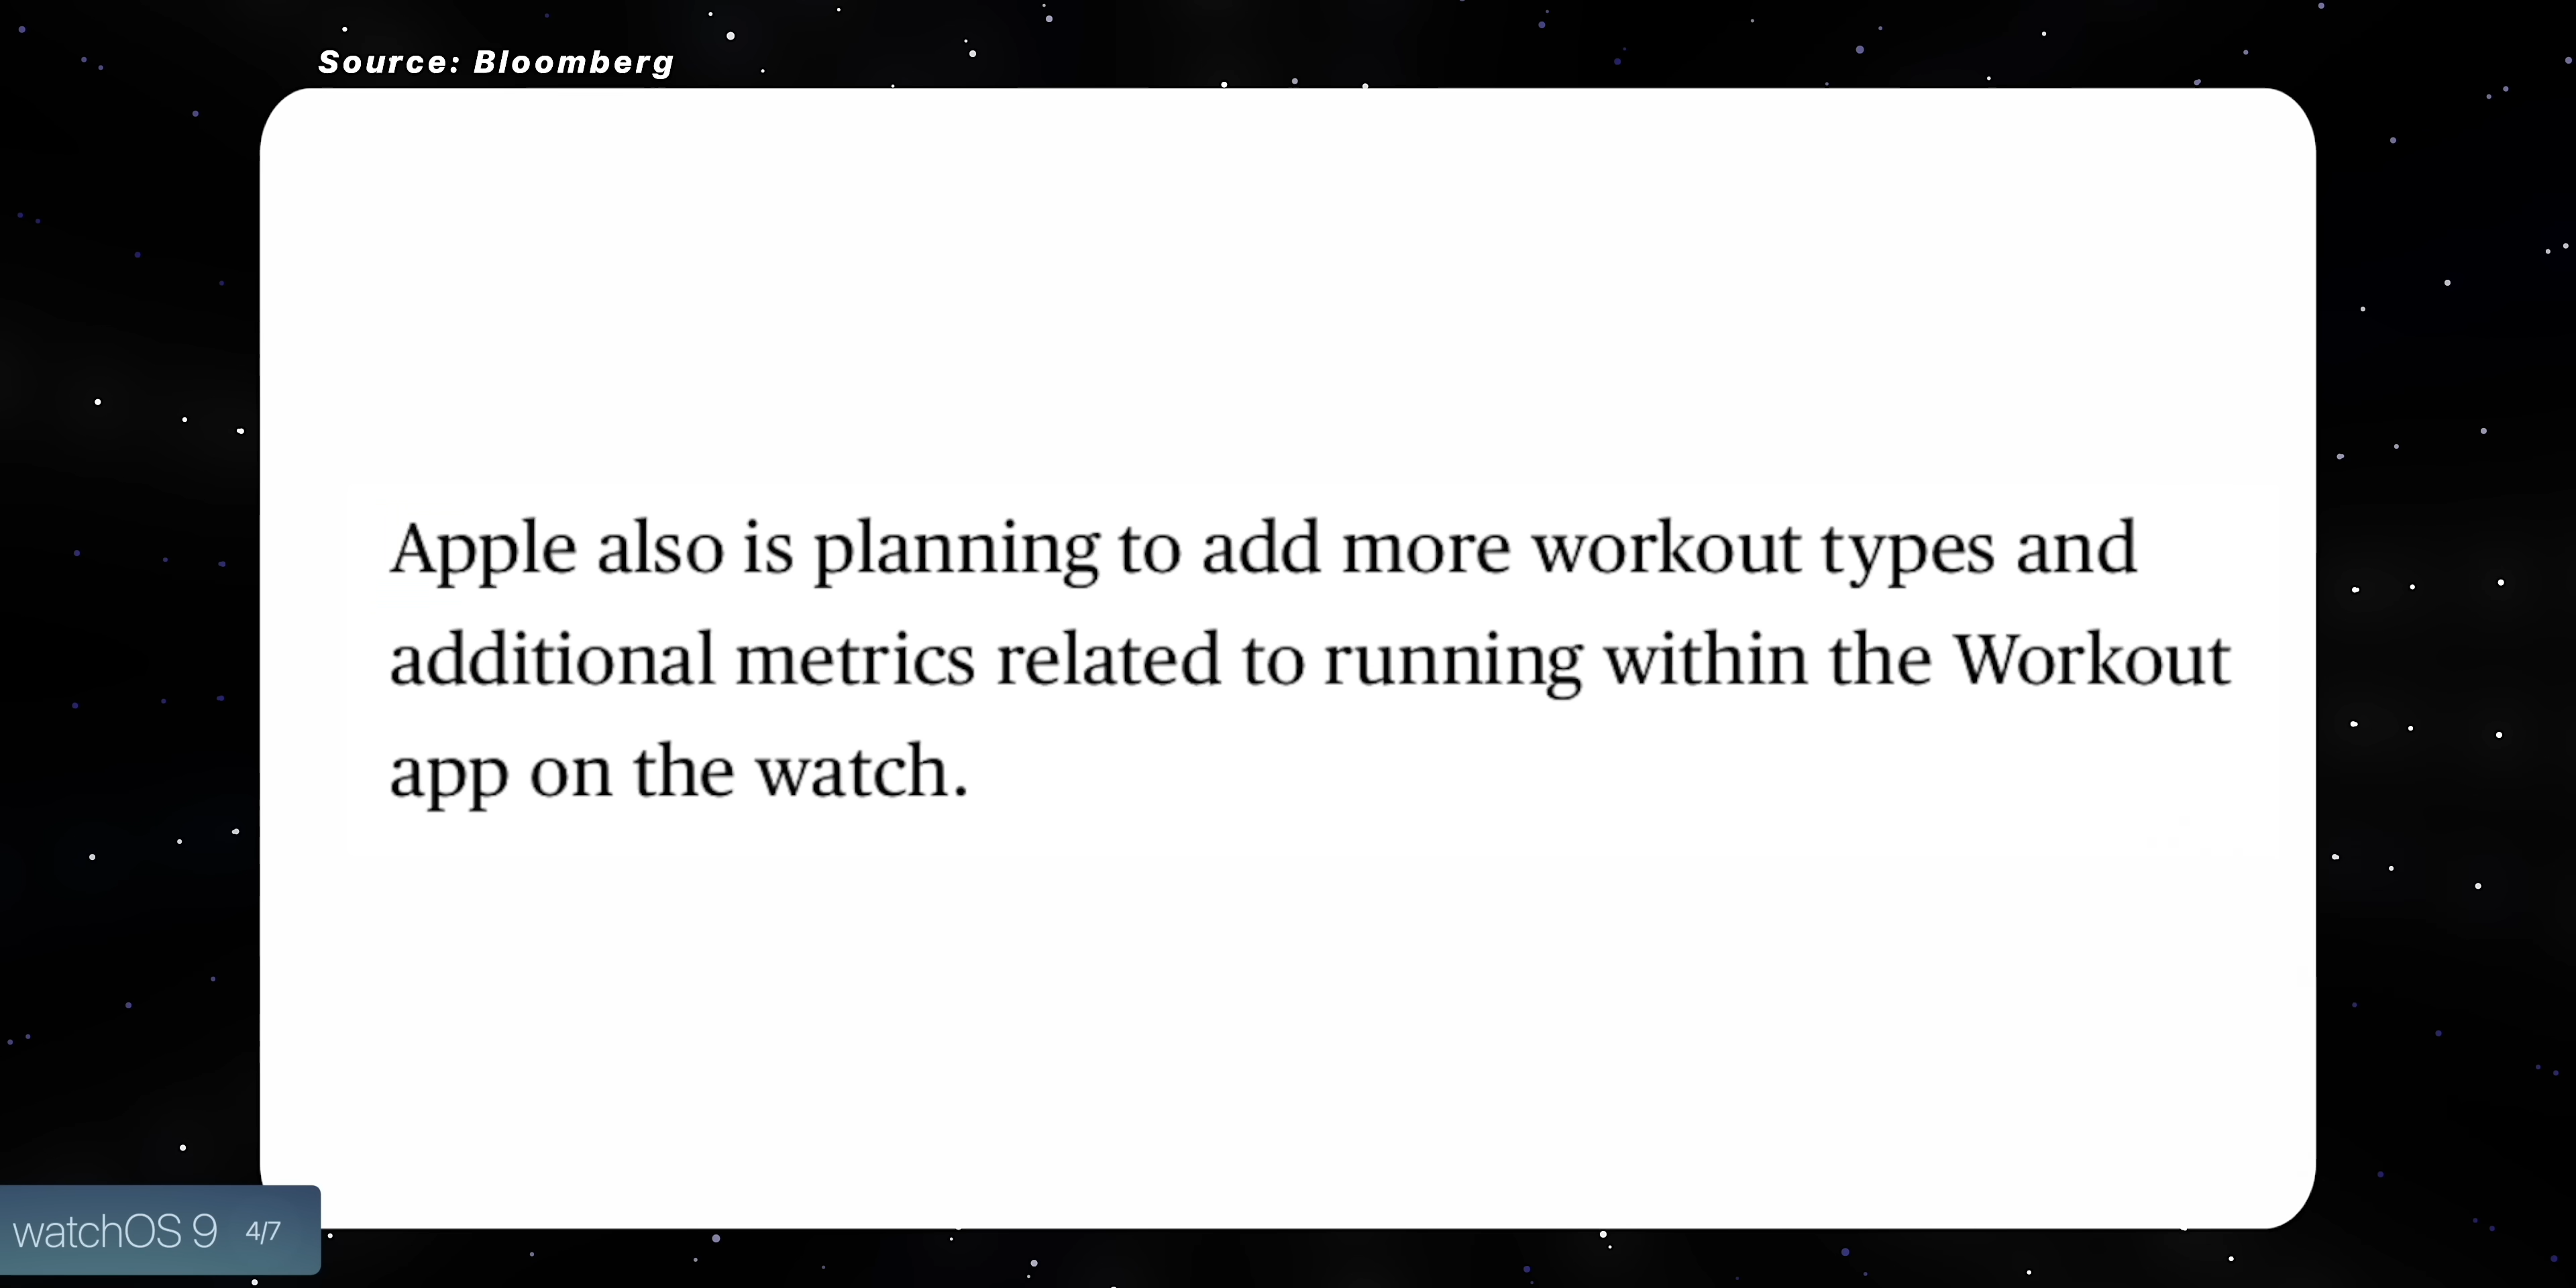 Source: Bloomberg
Apple also is planning to add more workout types and
additional metrics related to running within the Workout
app on the watch.
watchOS 9 4/7